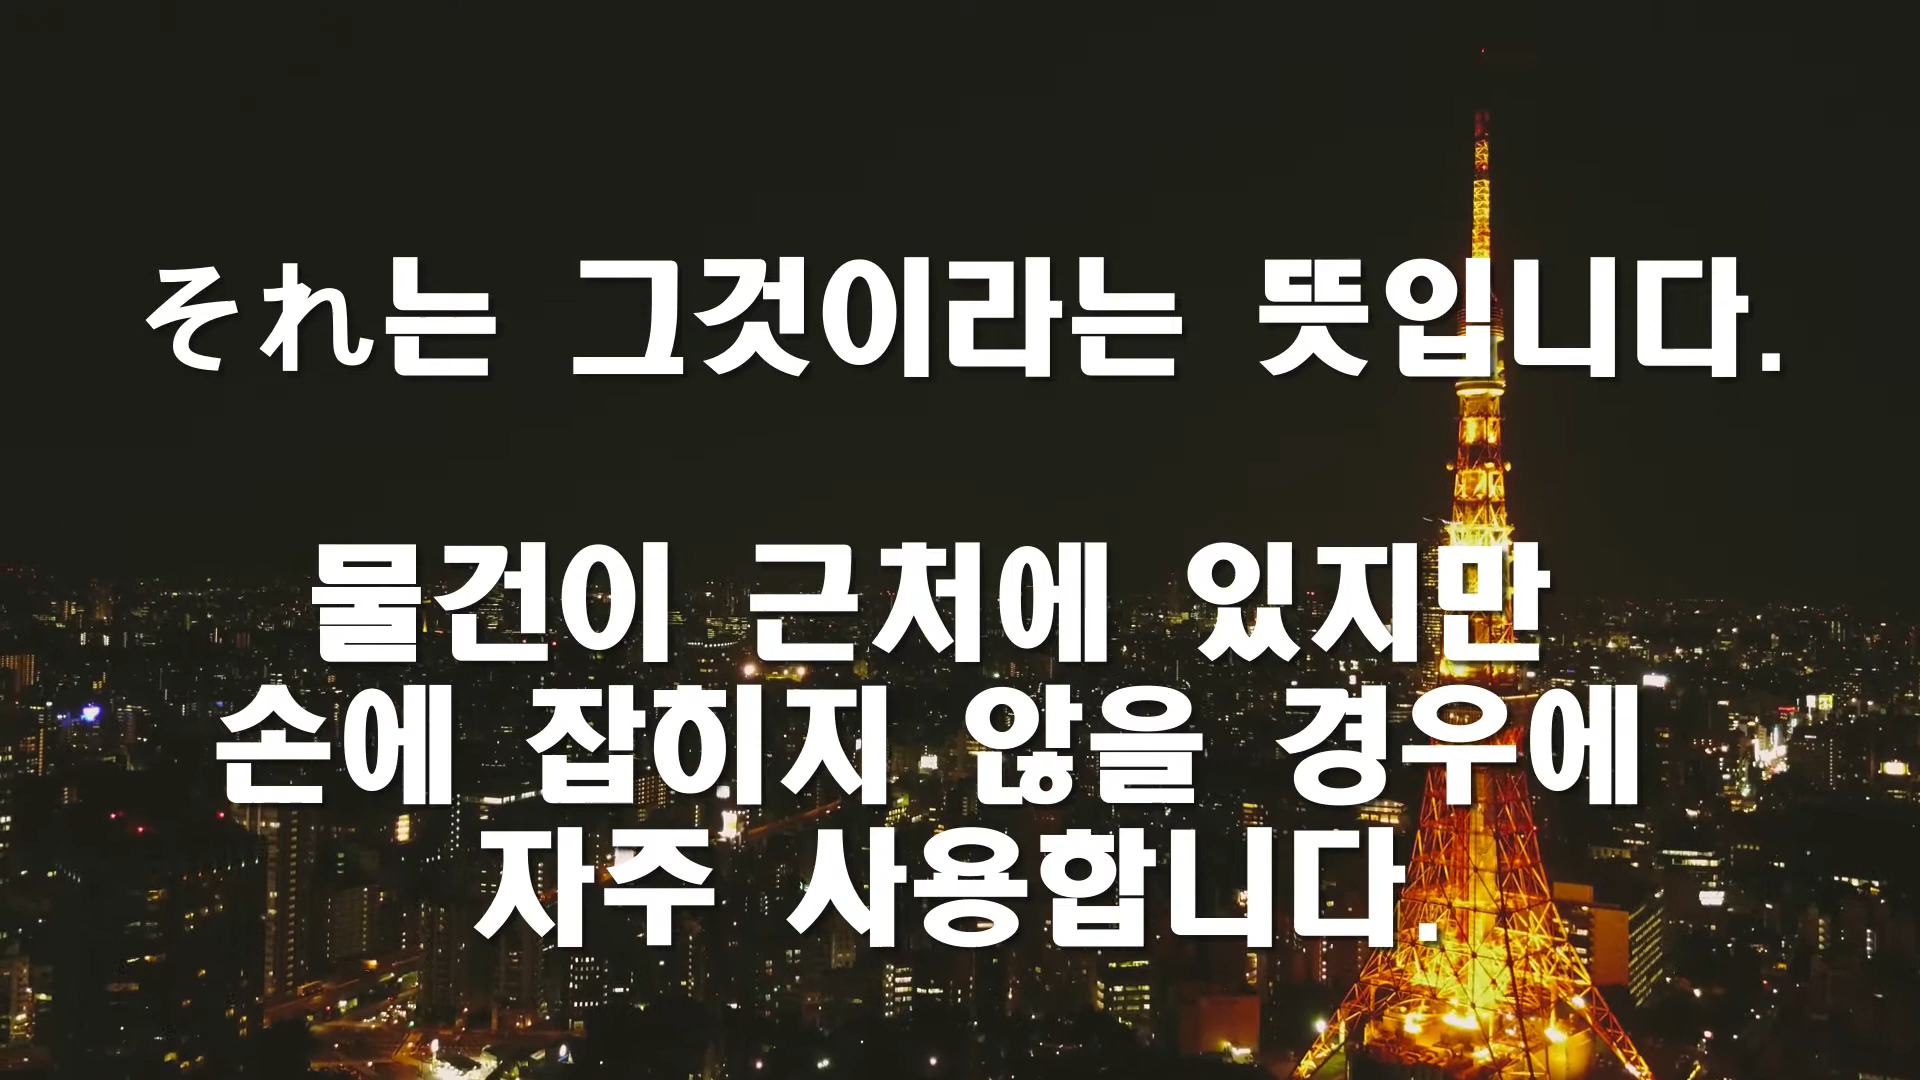 それ는 그것이라는 뜻입니다.
물건이 근처에 있지만
손에 잡히지 않을 경우에
자주 사용합니다.